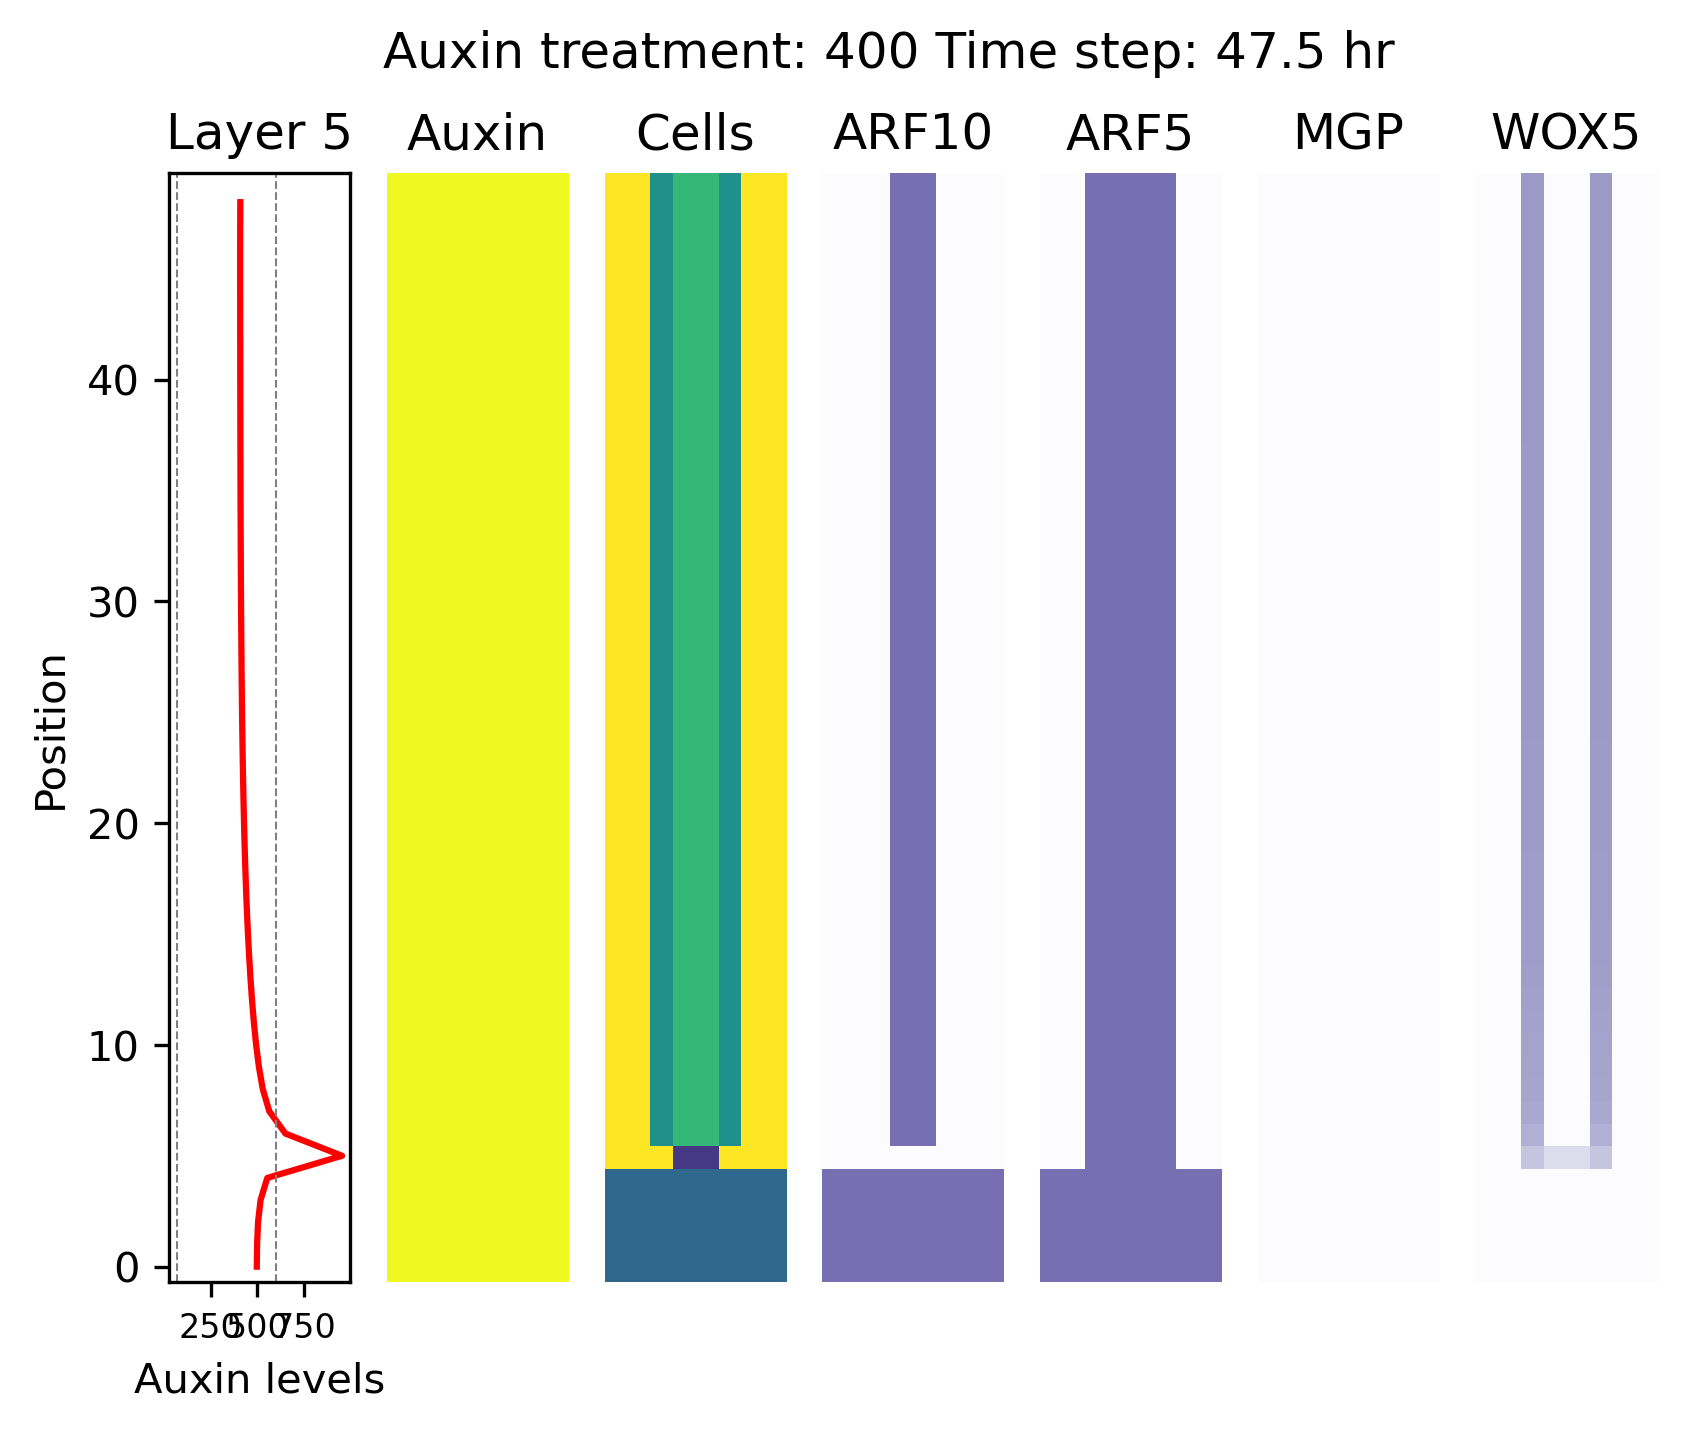 Auxin treatment: 400 Time step: 47.5 hr
Layer 5 Auxin Cells ARF10 ARF5 MGP WOX5
Position
40
30
20
10
0
250 500 750
Auxin levels